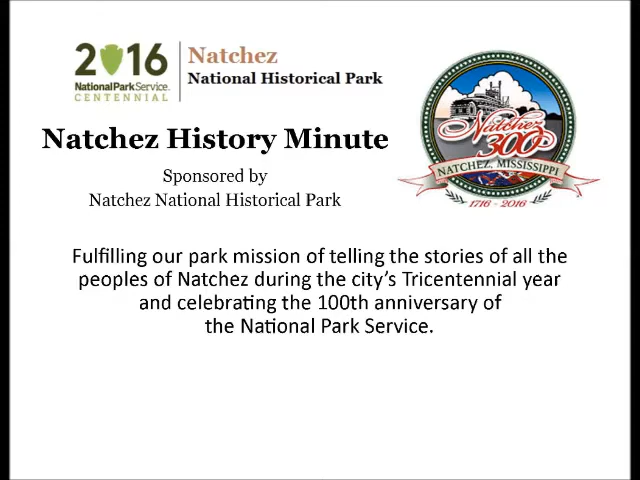 2016
National Park Service®
CENTENNIAL
Natchez
National Historical Park
Natchez History Minute
Sponsored by
Natchez National Historical Park
Natchez
300
NATCHEZ, MISSISSIPPI
1716 - 2016
Fulfilling our park mission of telling the stories of all the
peoples of Natchez during the city's Tricentennial year
and celebrating the 100th anniversary of
the National Park Service.